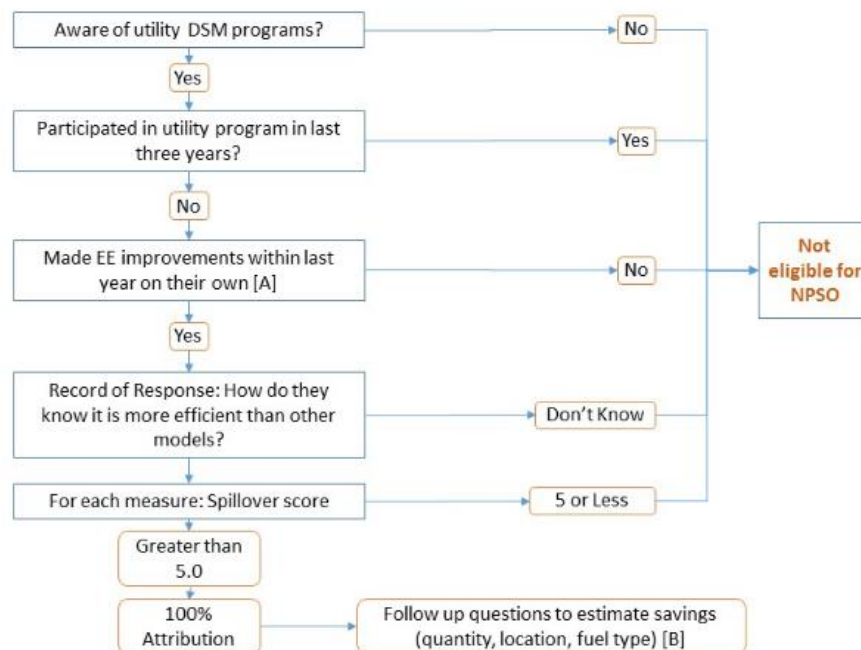 Aware of utility DSM programs?
No
Yes
Participated in utility program in last
three years?
Yes
No
Made EE improvements within last
year on their own [A]
No
Not
eligible for
NPSO
Yes
Record of Response: How do they
know it is more efficient than other
models?
Don't Know
For each measure: Spillover score
5 or Less
Greater than
5.0
100%
Attribution
Follow up questions to estimate savings
(quantity, location, fuel type) [B]